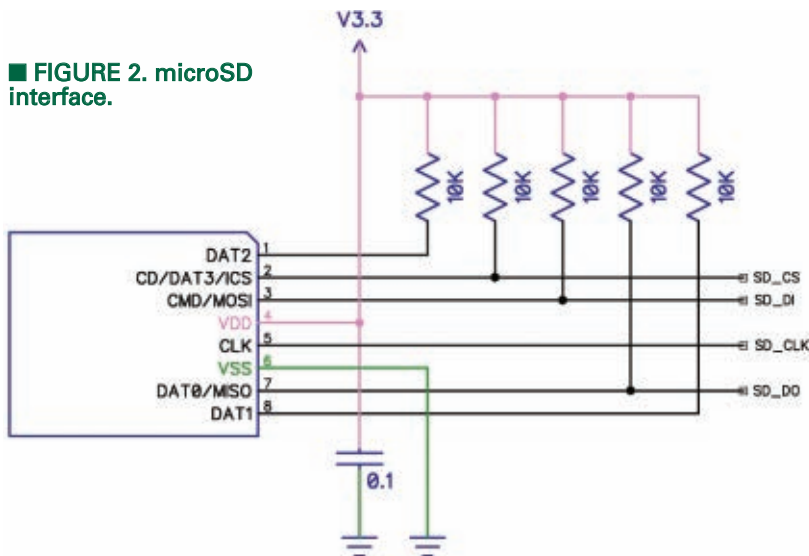 V3.3
■ FIGURE 2. microSD
interface.
10K
10K
10K
10K
10K
DAT2 1
CD/DAT3/ICS 2 SD_CS
CMD/MOSI 3 SD_DI
VDD 4
CLK 5 SD_CLK
VSS 6
DAT0/MISO 7 SD_DO
DAT1 8
0.1